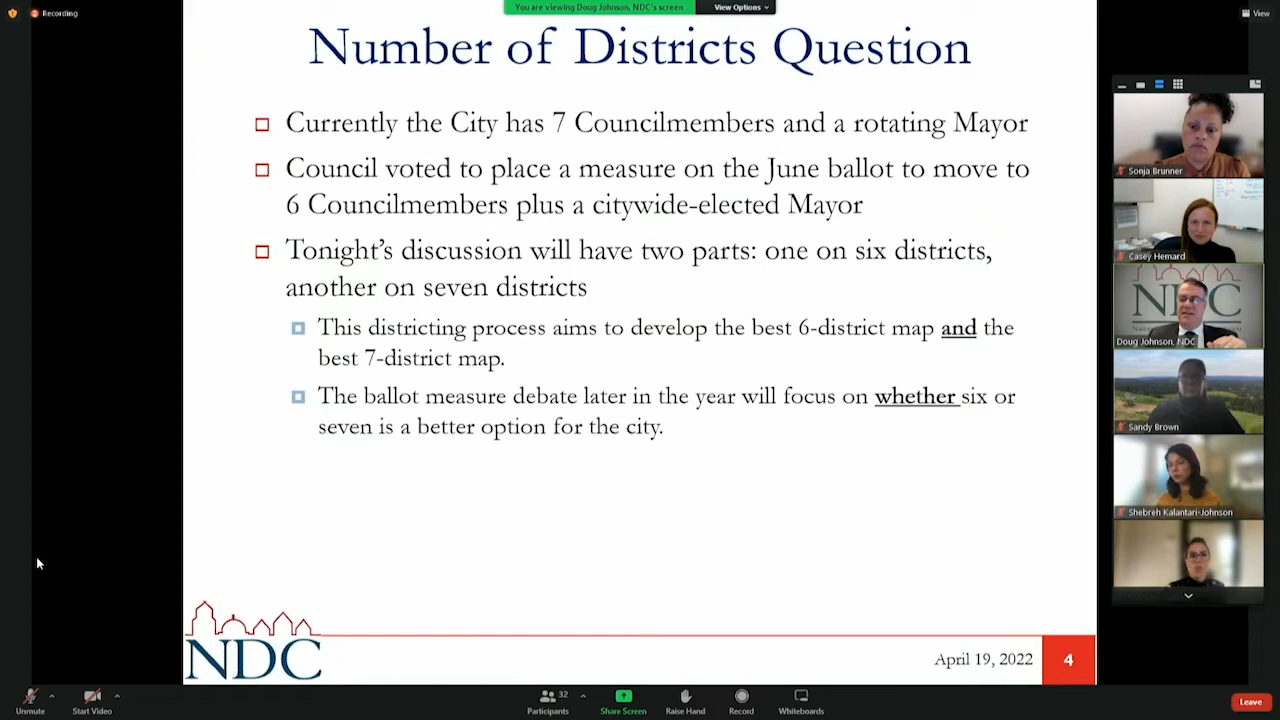 Recording
You are viewing Doug Johnson, NDC's screen
View Options
View
Number of Districts Question
Currently the City has 7 Councilmembers and a rotating Mayor
Council voted to place a measure on the June ballot to move to
6 Councilmembers plus a citywide-elected Mayor
Tonight's discussion will have two parts: one on six districts,
another on seven districts
This districting process aims to develop the best 6-district map and the
best 7-district map.
The ballot measure debate later in the year will focus on whether six or
seven is a better option for the city.
NDC
April 19, 2022
4
Sonja Brunner
Casey Hemard
NDC
Doug Johnson, NDC
Sandy Brown
Shebreh Kalantari-Johnson
Unmute
Start Video
32
Participants
Share Screen
Raise Hand
Record
Whiteboards
Leave